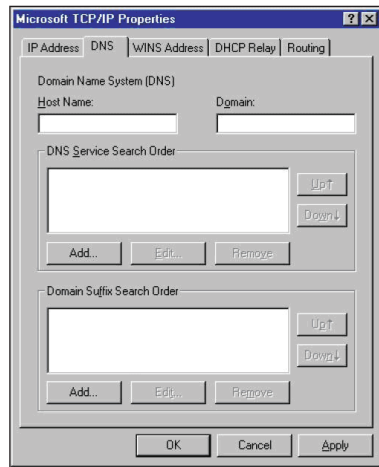 Microsoft TCP/IP Properties
? X
IP Address DNS WINS Address DHCP Relay Routing
Domain Name System (DNS)
Host Name: Domain:
DNS Service Search Order
Up↑
Down↓
Add... Edit... Remove
Domain Suffix Search Order
Up↑
Down↓
Add... Edit... Remove
OK Cancel Apply